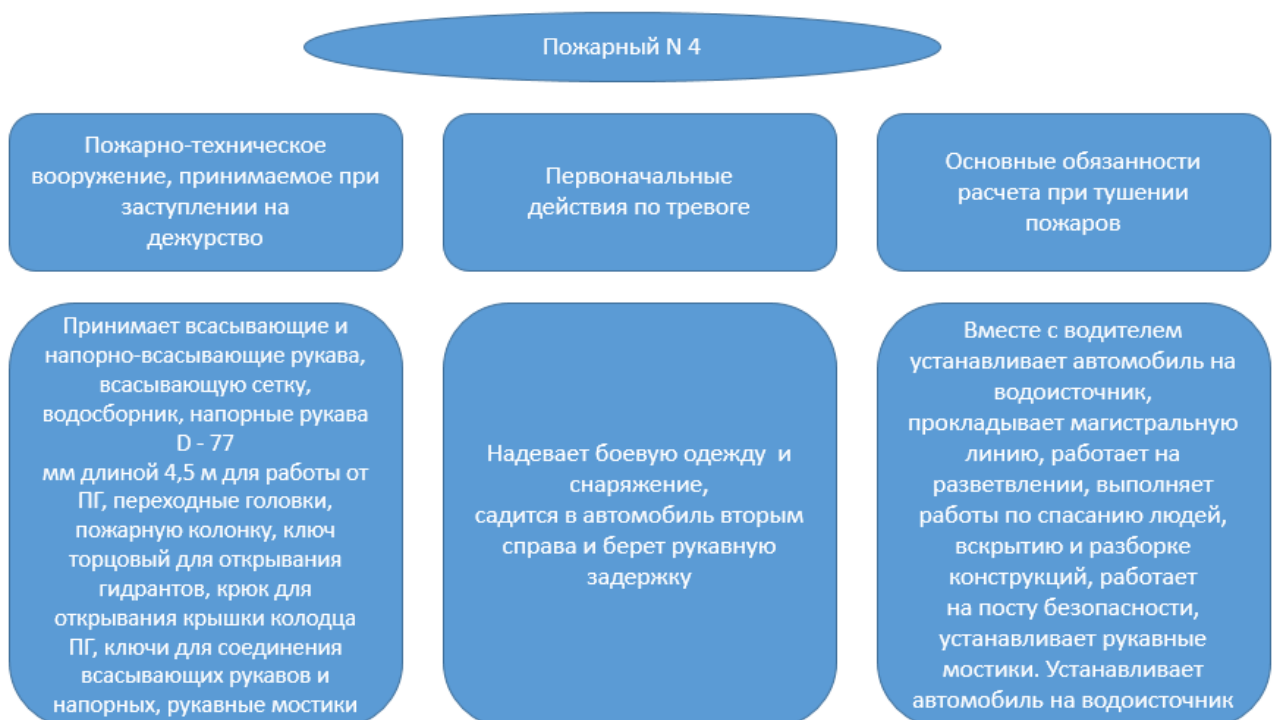 Пожарный N 4
Пожарно-техническое
вооружение, принимаемое при
заступлении на
дежурство
Первоначальные
действия по тревоге
Основные обязанности
расчета при тушении
пожаров
Принимает всасывающие и
напорно-всасывающие рукава,
всасывающую сетку,
водосборник, напорные рукава
D - 77
мм длиной 4,5 м для работы от
ПГ, переходные головки,
пожарную колонку, ключ
торцовый для открывания
гидрантов, крюк для
открывания крышки колодца
ПГ, ключи для соединения
всасывающих рукавов и
напорных, рукавные мостики
Надевает боевую одежду и
снаряжение,
садится в автомобиль вторым
справа и берет рукавную
задержку
Вместе с водителем
устанавливает автомобиль на
водоисточник,
прокладывает магистральную
линию, работает на
разветвлении, выполняет
работы по спасанию людей,
вскрытию и разборке
конструкций, работает
на посту безопасности,
устанавливает рукавные
мостики. Устанавливает
автомобиль на водоисточник